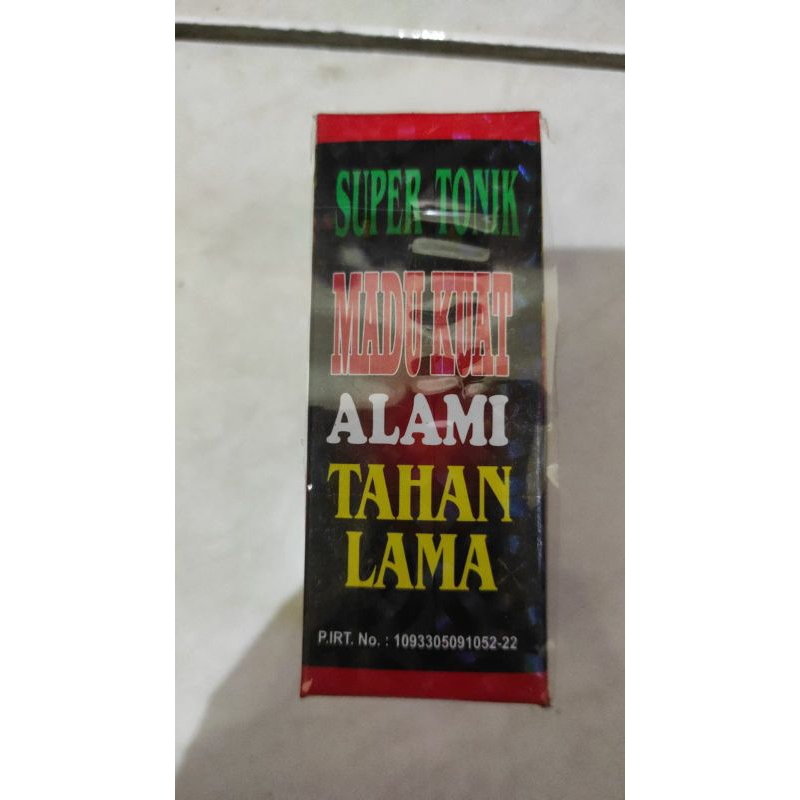 SUPER TONIK
MADU KUAT
ALAMI
TAHAN
LAMA
P.IRT. No. : 1093305091052-22